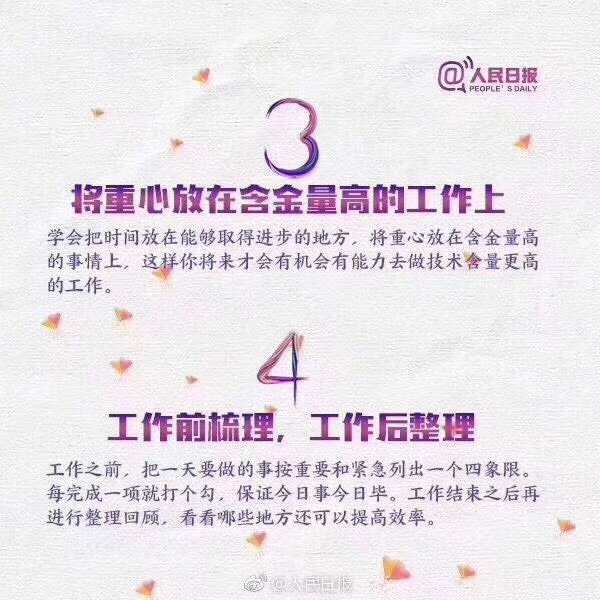 @人民日报
PEOPLE'S DAILY
3
将重心放在含金量高的工作上
学会把时间放在能够取得进步的地方，将重心放在含金量高
的事情上，这样你将来才会有机会有能力去做技术含量更高
的工作。
4
工作前梳理，工作后整理
工作之前，把一天要做的事按重要和紧急列出一个四象限。
每完成一项就打个勾，保证今日事今日毕。工作结束之后再
进行整理回顾，看看哪些地方还可以提高效率。
@人民日报